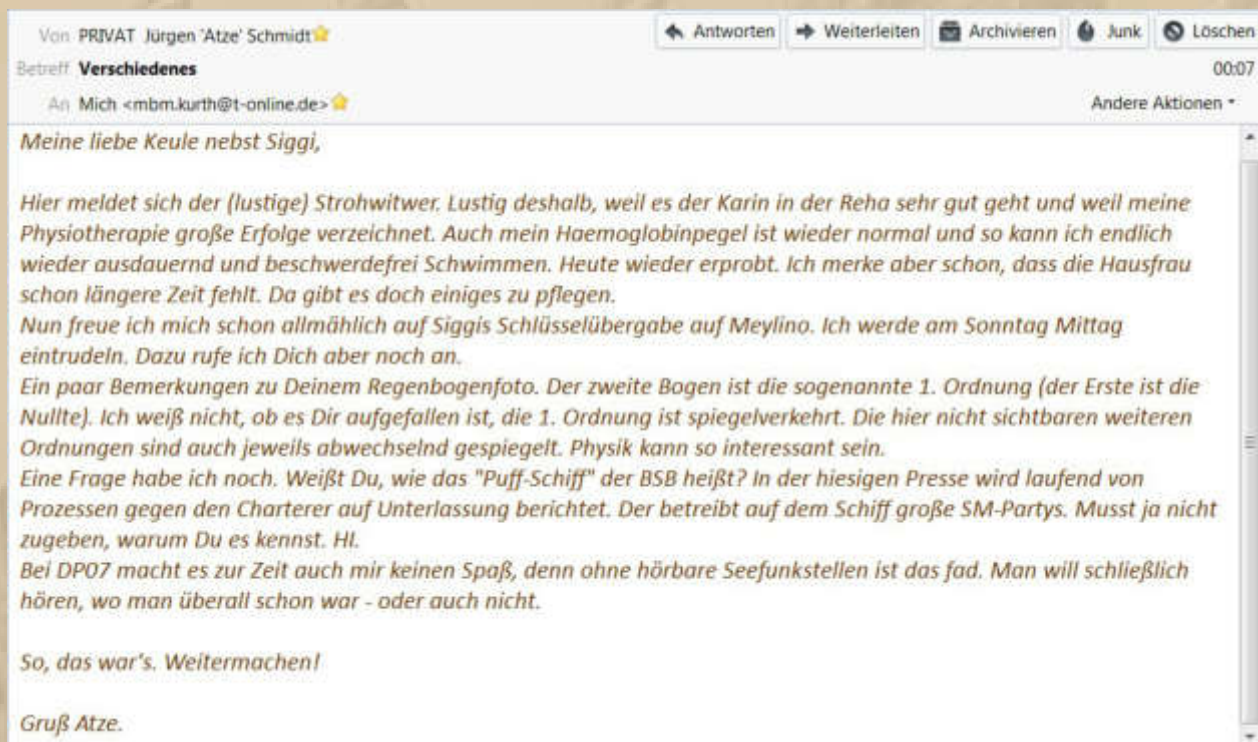 Von PRIVAT Jürgen 'Atze' Schmidt
Antworten Weiterleiten Archivieren Junk Löschen
Betreff Verschiedenes 00:07
An Mich <mbm.kurth@t-online.de> Andere Aktionen
Meine liebe Keule nebst Siggi,
Hier meldet sich der (lustige) Strohwitwer. Lustig deshalb, weil es der Karin in der Reha sehr gut geht und weil meine
Physiotherapie große Erfolge verzeichnet. Auch mein Haemoglobinpegel ist wieder normal und so kann ich endlich
wieder ausdauernd und beschwerdefrei Schwimmen. Heute wieder erprobt. Ich merke aber schon, dass die Hausfrau
schon längere Zeit fehlt. Da gibt es doch einiges zu pflegen.
Nun freue ich mich schon allmählich auf Siggis Schlüsselübergabe auf Meylino. Ich werde am Sonntag Mittag
eintrudeln. Dazu rufe ich Dich aber noch an.
Ein paar Bemerkungen zu Deinem Regenbogenfoto. Der zweite Bogen ist die sogenannte 1. Ordnung (der Erste ist die
Nullte). Ich weiß nicht, ob es Dir aufgefallen ist, die 1. Ordnung ist spiegelverkehrt. Die hier nicht sichtbaren weiteren
Ordnungen sind auch jeweils abwechselnd gespiegelt. Physik kann so interessant sein.
Eine Frage habe ich noch. Weißt Du, wie das "Puff-Schiff" der BSB heißt? In der hiesigen Presse wird laufend von
Prozessen gegen den Charterer auf Unterlassung berichtet. Der betreibt auf dem Schiff große SM-Partys. Musst ja nicht
zugeben, warum Du es kennst. HI.
Bei DP07 macht es zur Zeit auch mir keinen Spaß, denn ohne hörbare Seefunkstellen ist das fad. Man will schließlich
hören, wo man überall schon war - oder auch nicht.
So, das war's. Weitermachen!
Gruß Atze.